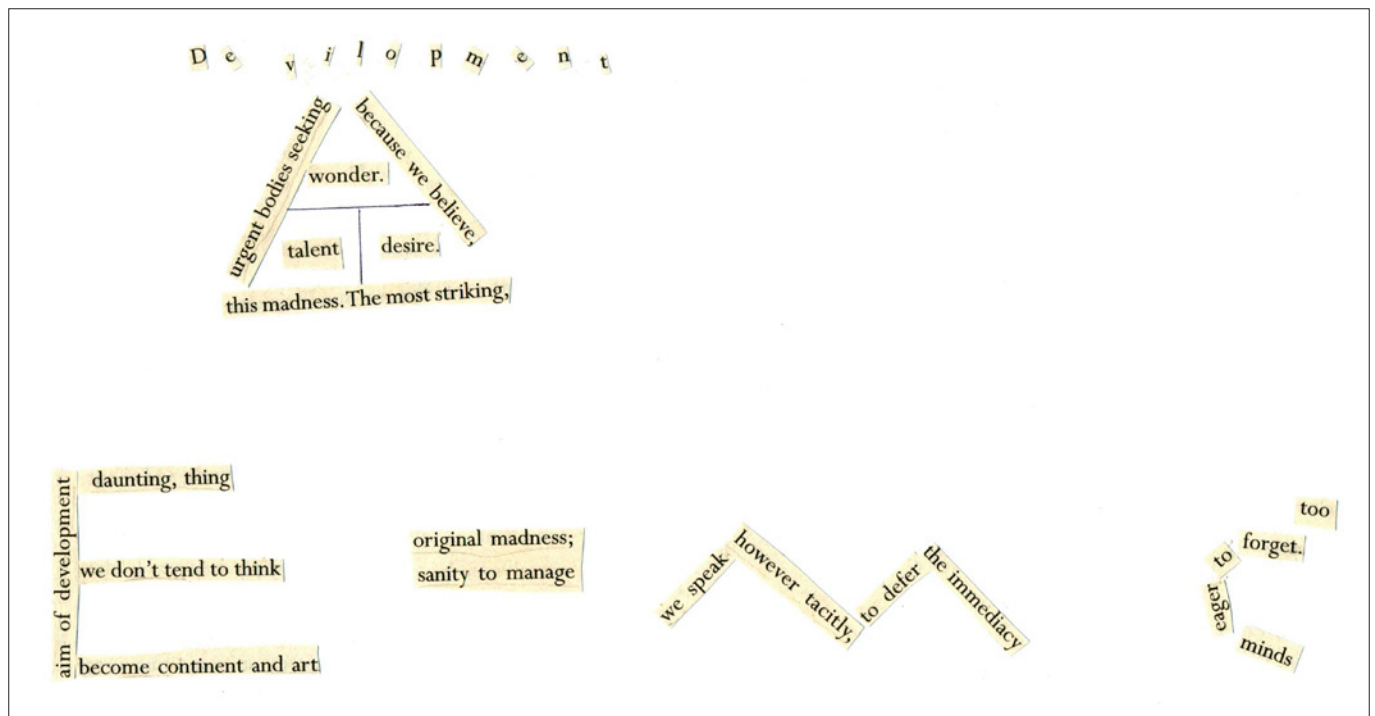 Devilopment
urgent bodies seeking
because we believe,
wonder.
talent
desire.
this madness. The most striking,
aim of development
daunting, thing
we don't tend to think
become continent and art
original madness;
sanity to manage
we speak
however tacitly,
to defer
the immediacy
too
forget.
to
eager
minds